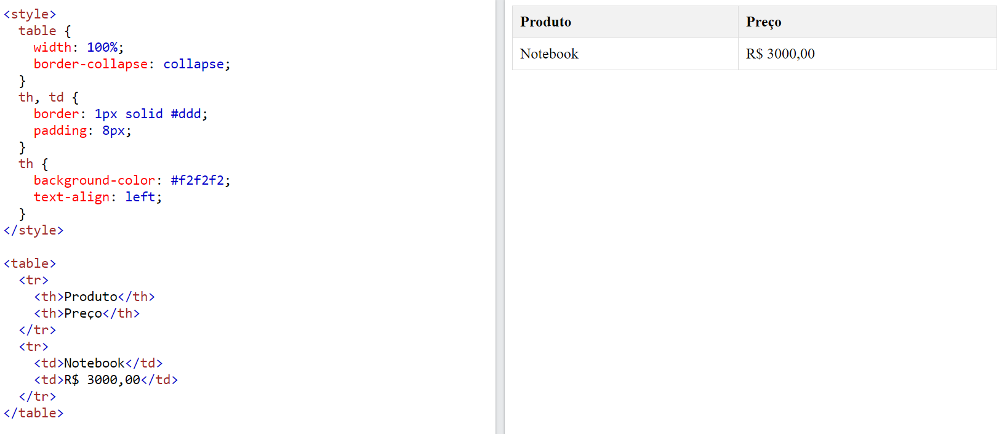 <style>
  table {
    width: 100%;
    border-collapse: collapse;
  }
  th, td {
    border: 1px solid #ddd;
    padding: 8px;
  }
  th {
    background-color: #f2f2f2;
    text-align: left;
  }
</style>

<table>
  <tr>
    <th>Produto</th>
    <th>Preço</th>
  </tr>
  <tr>
    <td>Notebook</td>
    <td>R$ 3000,00</td>
  </tr>
</table>
Produto Preço
Notebook R$ 3000,00